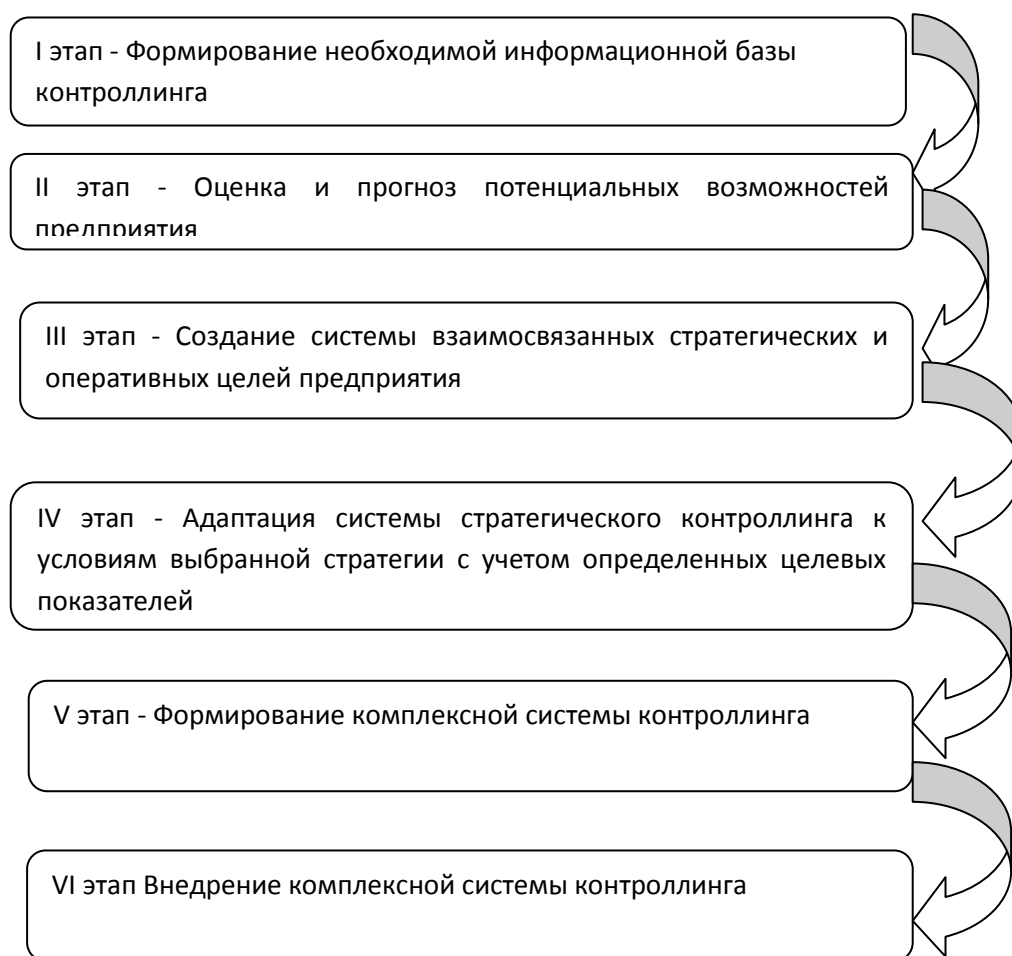 I этап - Формирование необходимой информационной базы
контроллинга
II этап - Оценка и прогноз потенциальных возможностей
предприятия
III этап - Создание системы взаимосвязанных стратегических и
оперативных целей предприятия
IV этап - Адаптация системы стратегического контроллинга к
условиям выбранной стратегии с учетом определенных целевых
показателей
V этап - Формирование комплексной системы контроллинга
VI этап Внедрение комплексной системы контроллинга